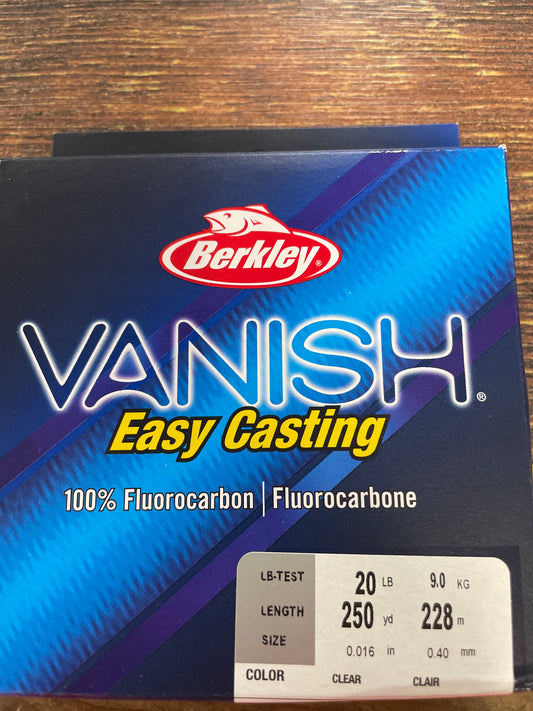 Berkley®
VANISH®
Easy Casting
100% Fluorocarbon | Fluorocarbone
LB-TEST 20 LB 9.0 KG
LENGTH 250 yd 228 m
SIZE 0.016 in 0.40 mm
COLOR CLEAR CLAIR